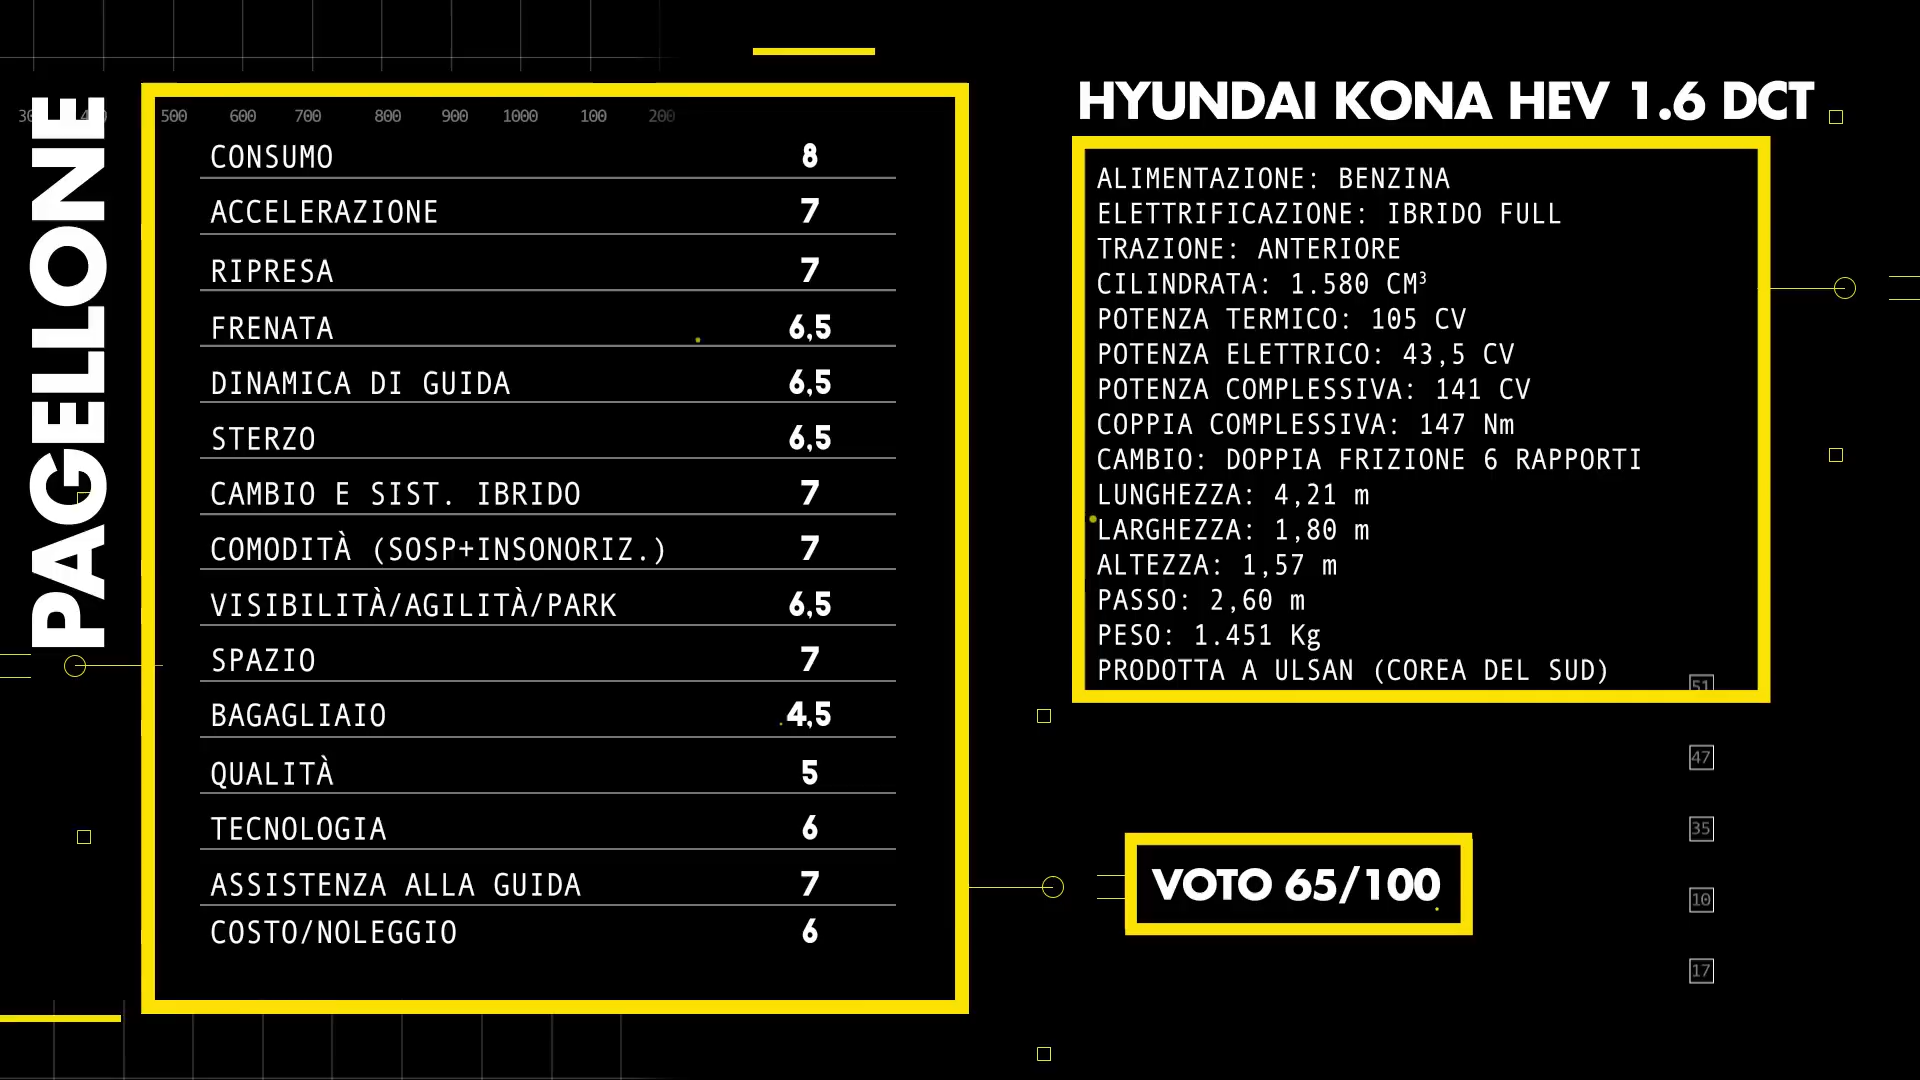 PAGELLONE
500 600 700 800 900 1000 100 200
CONSUMO 8
ACCELERAZIONE 7
RIPRESA 7
FRENATA 6,5
DINAMICA DI GUIDA 6,5
STERZO 6,5
CAMBIO E SIST. IBRIDO 7
COMODITÀ (SOSP+INSONORIZ.) 7
VISIBILITÀ/AGILITÀ/PARK 6,5
SPAZIO 7
BAGAGLIAIO 4,5
QUALITÀ 5
TECNOLOGIA 6
ASSISTENZA ALLA GUIDA 7
COSTO/NOLEGGIO 6
HYUNDAI KONA HEV 1.6 DCT
ALIMENTAZIONE: BENZINA
ELETTRIFICAZIONE: IBRIDO FULL
TRAZIONE: ANTERIORE
CILINDRATA: 1.580 CM³
POTENZA TERMICO: 105 CV
POTENZA ELETTRICO: 43,5 CV
POTENZA COMPLESSIVA: 141 CV
COPPIA COMPLESSIVA: 147 Nm
CAMBIO: DOPPIA FRIZIONE 6 RAPPORTI
LUNGHEZZA: 4,21 m
LARGHEZZA: 1,80 m
ALTEZZA: 1,57 m
PASSO: 2,60 m
PESO: 1.451 Kg
PRODOTTA A ULSAN (COREA DEL SUD)
51
47
35
10
17
VOTO 65/100